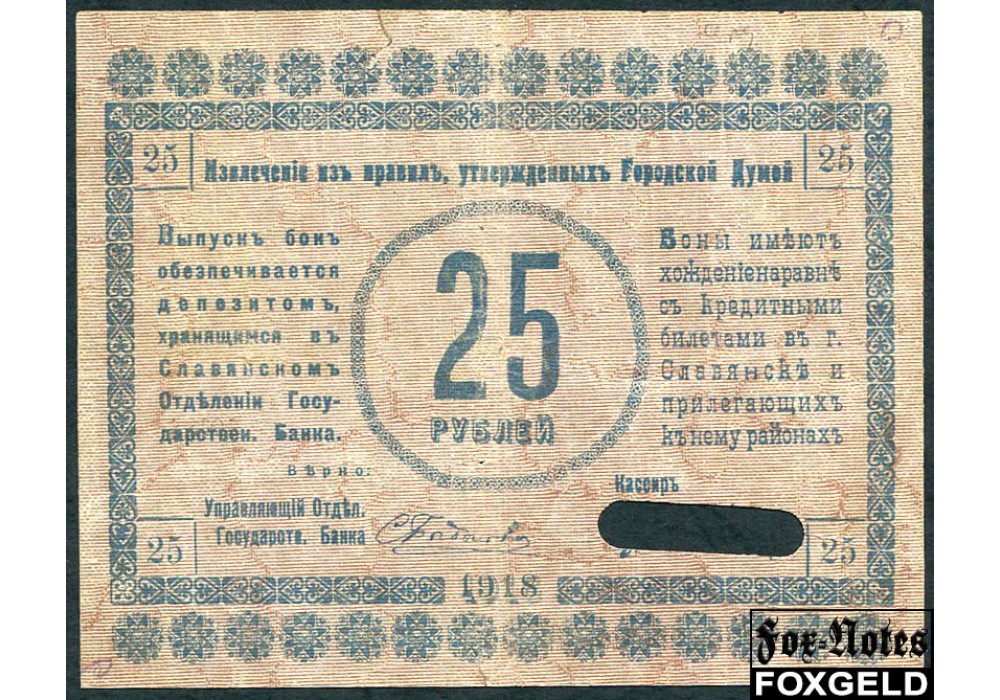 25
25
Извлеченіе изъ правилъ, утвержденныхъ Городской Думой
Выпускъ бонъ
обезпечивается
депозитомъ,
хранящимся въ
Славянскомъ
Отдѣленіи Госу-
дарствен. Банка.
25
РУБЛЕЙ
Боны имѣютъ
хожденіенаравнѣ
съ Кредитными
билетами въ г.
Славянскѣ и
прилегающихъ
къ нему районахъ
Вѣрно:
Управляющій Отдѣл.
Государств. Банка
Кассиръ
25
25
1918
Fox-Notes
FOXGELD